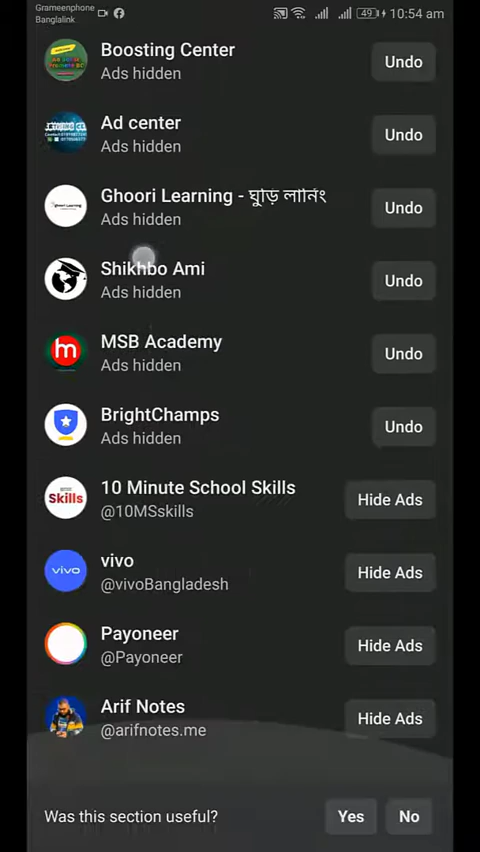 Grameenphone
Banglalink
49
10:54 am
Boosting Center
Ads hidden
Undo
Ad center
Ads hidden
Undo
Ghoori Learning - ঘুড়ি লার্নিং
Ads hidden
Undo
Shikhbo Ami
Ads hidden
Undo
m
MSB Academy
Ads hidden
Undo
BrightChamps
Ads hidden
Undo
Skills
10 Minute School Skills
@10MSskills
Hide Ads
vivo
vivo
@vivoBangladesh
Hide Ads
Payoneer
@Payoneer
Hide Ads
Arif Notes
@arifnotes.me
Hide Ads
Was this section useful?
Yes
No